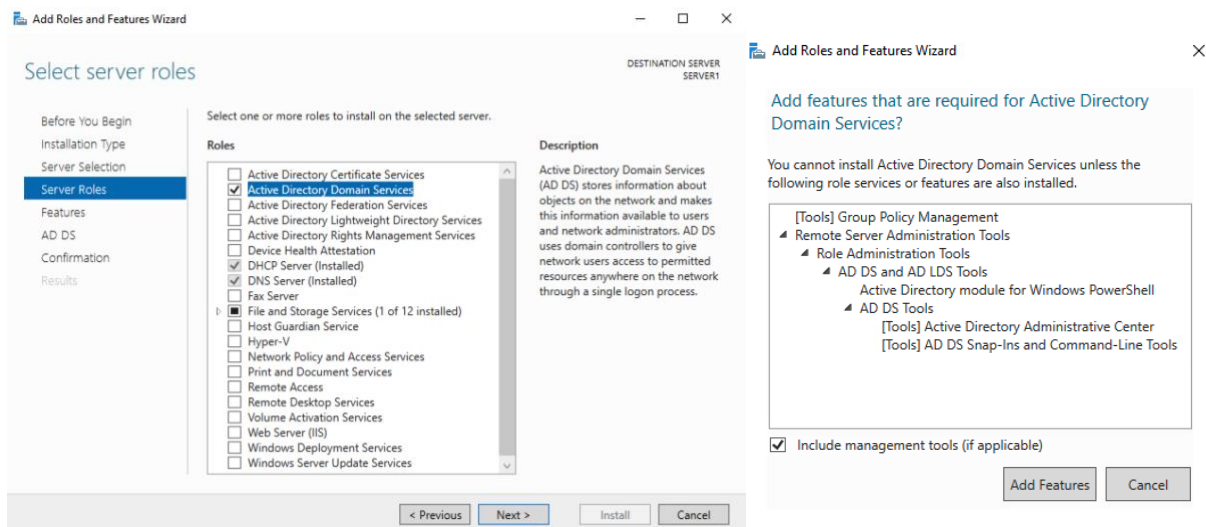 Add Roles and Features Wizard
Select server roles
DESTINATION SERVER
SERVER1
Before You Begin
Installation Type
Server Selection
Server Roles
Features
AD DS
Confirmation
Results
Select one or more roles to install on the selected server.
Roles
Active Directory Certificate Services
Active Directory Domain Services
Active Directory Federation Services
Active Directory Lightweight Directory Services
Active Directory Rights Management Services
Device Health Attestation
DHCP Server (Installed)
DNS Server (Installed)
Fax Server
File and Storage Services (1 of 12 installed)
Host Guardian Service
Hyper-V
Network Policy and Access Services
Print and Document Services
Remote Access
Remote Desktop Services
Volume Activation Services
Web Server (IIS)
Windows Deployment Services
Windows Server Update Services
Description
Active Directory Domain Services
(AD DS) stores information about
objects on the network and makes
this information available to users
and network administrators. AD DS
uses domain controllers to give
network users access to permitted
resources anywhere on the network
through a single logon process.
< Previous
Next >
Install
Cancel
Add Roles and Features Wizard
Add features that are required for Active Directory
Domain Services?
You cannot install Active Directory Domain Services unless the
following role services or features are also installed.
[Tools] Group Policy Management
Remote Server Administration Tools
Role Administration Tools
AD DS and AD LDS Tools
Active Directory module for Windows PowerShell
AD DS Tools
[Tools] Active Directory Administrative Center
[Tools] AD DS Snap-Ins and Command-Line Tools
Include management tools (if applicable)
Add Features
Cancel